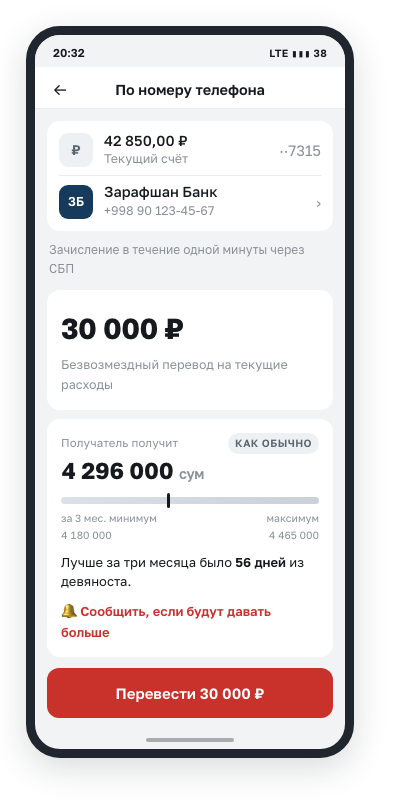 20:32
LTE ▮▮▮ 38
← По номеру телефона
₽
42 850,00 ₽
Текущий счёт
··7315
ЗБ
Зарафшан Банк
+998 90 123-45-67
›
Зачисление в течение одной минуты через
СБП
30 000 ₽
Безвозмездный перевод на текущие
расходы
Получатель получит
КАК ОБЫЧНО
4 296 000 сум
за 3 мес. минимум
4 180 000
максимум
4 465 000
Лучше за три месяца было 56 дней из
девяноста.
🔔 Сообщить, если будут давать
больше
Перевести 30 000 ₽